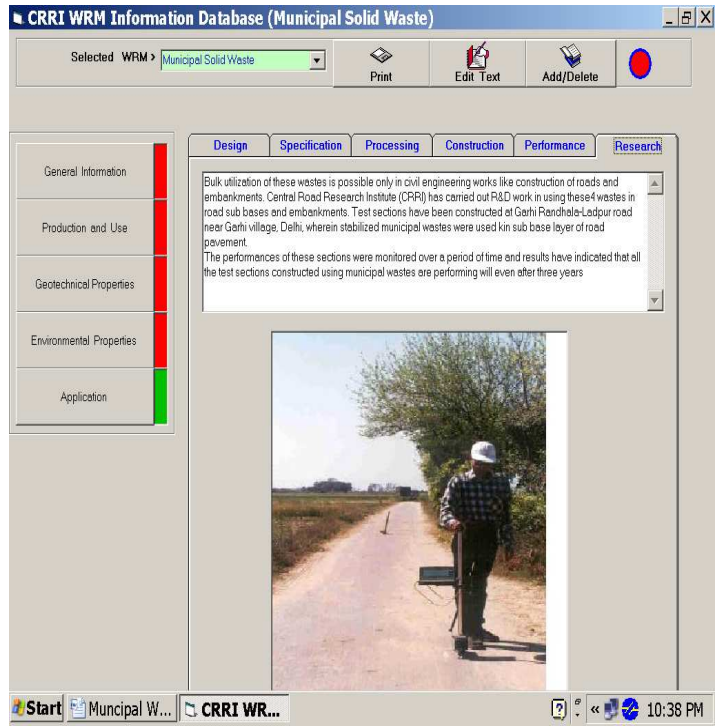 CRRI WRM Information Database (Municipal Solid Waste)
Selected WRM > Municipal Solid Waste
Print
Edit Text
Add/Delete
Design Specification Processing Construction Performance Research
General Information
Production and Use
Geotechnical Properties
Environmental Properties
Application
Bulk utilization of these wastes is possible only in civil engineering works like construction of roads and
embankments. Central Road Research Institute (CRRI) has carried out R&D work in using these4 wastes in
road sub bases and embankments. Test sections have been constructed at Garhi Randhala-Ladpur road
near Garhi village, Delhi, wherein stabilized municipal wastes were used kin sub base layer of road
pavement.
The performances of these sections were monitored over a period of time and results have indicated that all
the test sections constructed using municipal wastes are performing will even after three years
Start Muncipal W... CRRI WR... 10:38 PM